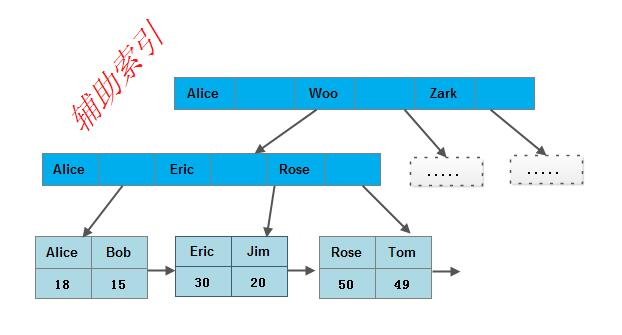 辅助索引
Alice Woo Zark
Alice Eric Rose
.....
.....
Alice Bob
18 15
Eric Jim
30 20
Rose Tom
50 49